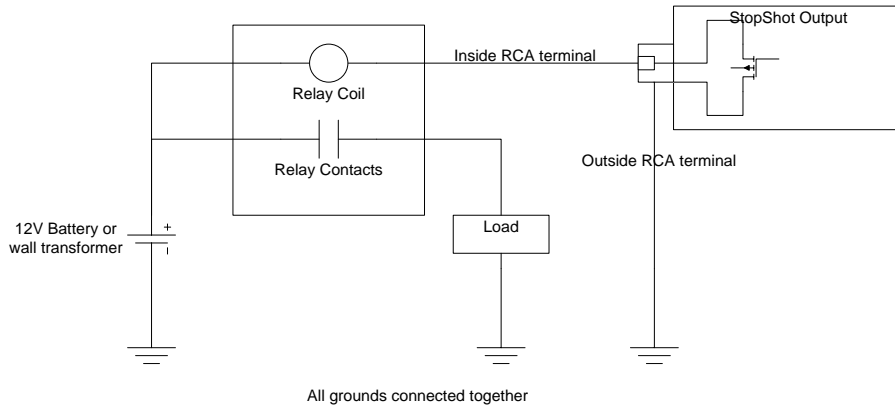 StopShot Output
Inside RCA terminal
Relay Coil
Relay Contacts
Outside RCA terminal
12V Battery or
wall transformer
+
-
Load
All grounds connected together